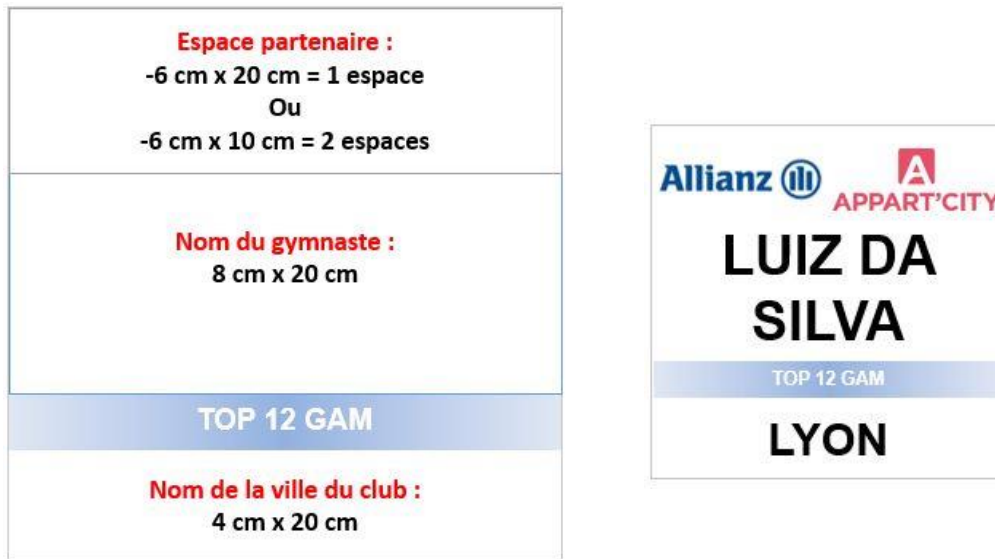 Espace partenaire :
-6 cm x 20 cm = 1 espace
Ou
-6 cm x 10 cm = 2 espaces
Nom du gymnaste :
8 cm x 20 cm
TOP 12 GAM
Nom de la ville du club :
4 cm x 20 cm
Allianz
A
APPART'CITY
LUIZ DA
SILVA
TOP 12 GAM
LYON